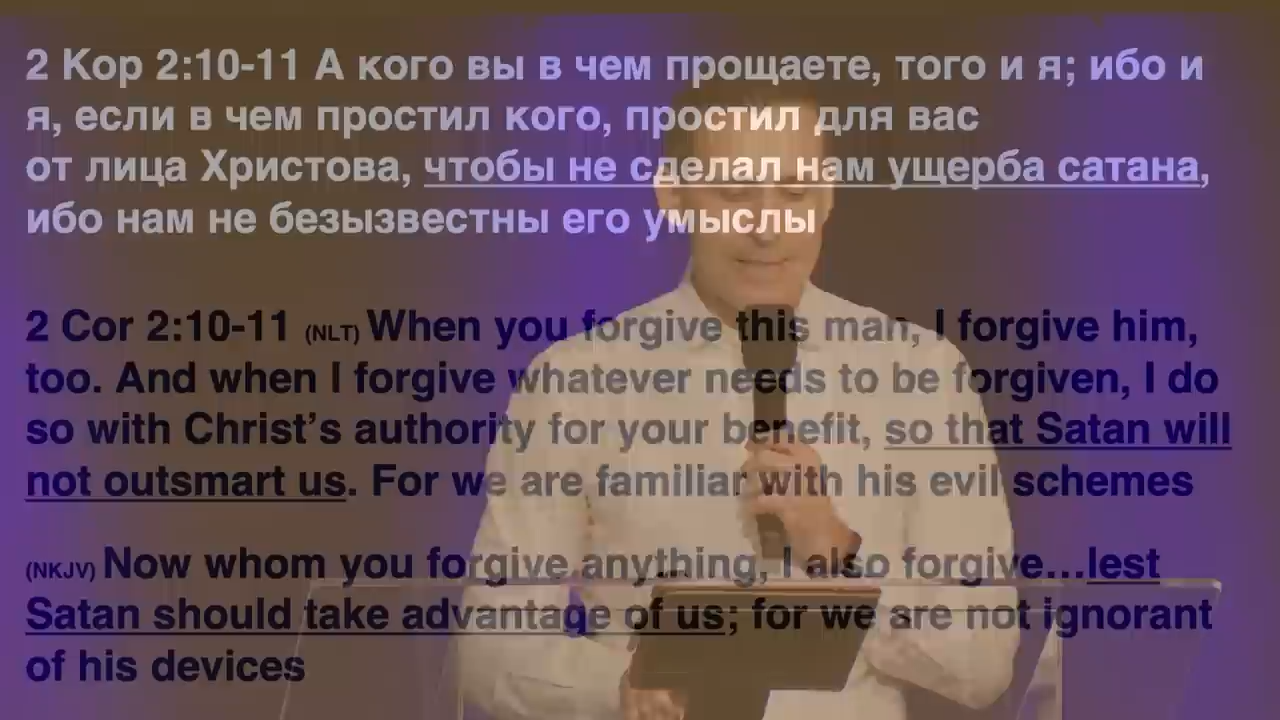 2 Кор 2:10-11 А кого вы в чем прощаете, того и я; ибо и
я, если в чем простил кого, простил для вас
от лица Христова, чтобы не сделал нам ущерба сатана,
ибо нам не безызвестны его умыслы
2 Cor 2:10-11 (NLT) When you forgive this man, I forgive him,
too. And when I forgive whatever needs to be forgiven, I do
so with Christ’s authority for your benefit, so that Satan will
not outsmart us. For we are familiar with his evil schemes
(NKJV) Now whom you forgive anything, I also forgive…lest
Satan should take advantage of us; for we are not ignorant
of his devices